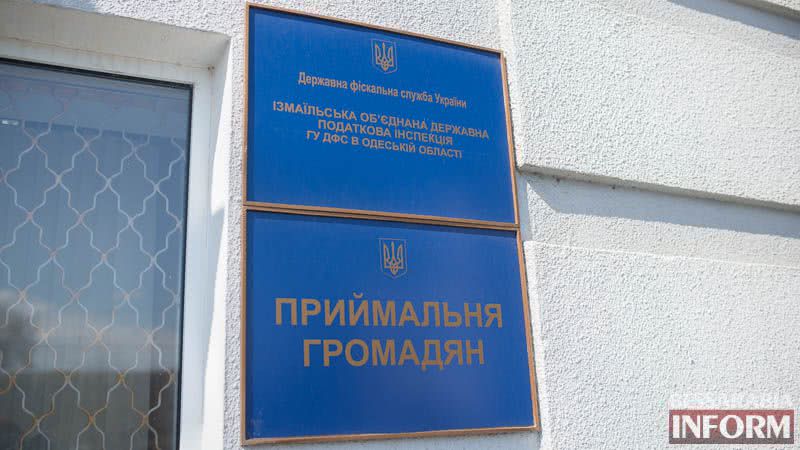 Державна фіскальна служба України
ІЗМАЇЛЬСЬКА ОБ'ЄДНАНА ДЕРЖАВНА
ПОДАТКОВА ІНСПЕКЦІЯ
ГУ ДФС В ОДЕСЬКІЙ ОБЛАСТІ
ПРИЙМАЛЬНЯ
ГРОМАДЯН
BESSARABIA
INFORM